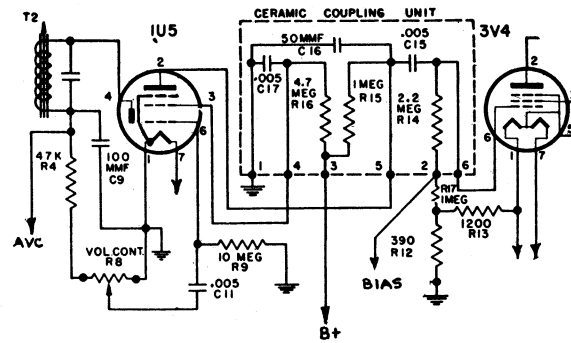 CERAMIC COUPLING UNIT
T2
1U5
3V4
50MMF
C16
.005
C15
2
2
4
.005
C17
4.7
MEG
R16
1MEG
R15
2.2
MEG
R14
3
6
6
5
47K
R4
100
MMF
C9
1
7
1
4
3
5
2
6
1
7
R17
1MEG
1200
R13
AVC
VOL.CONT.
R8
10 MEG
R9
390
R12
BIAS
.005
C11
B+